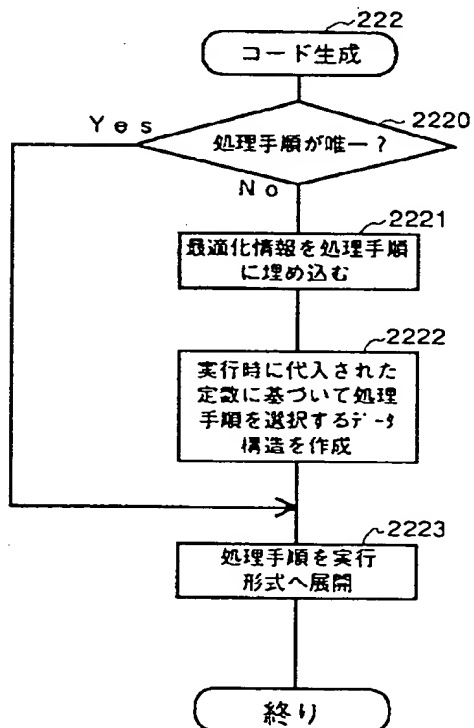 222
コード生成
2220
Yes
処理手順が唯一?
No
2221
最適化情報を処理手順
に埋め込む
2222
実行時に代入された
定数に基づいて処理
手順を選択するデータ
構造を作成
2223
処理手順を実行
形式へ展開
終り